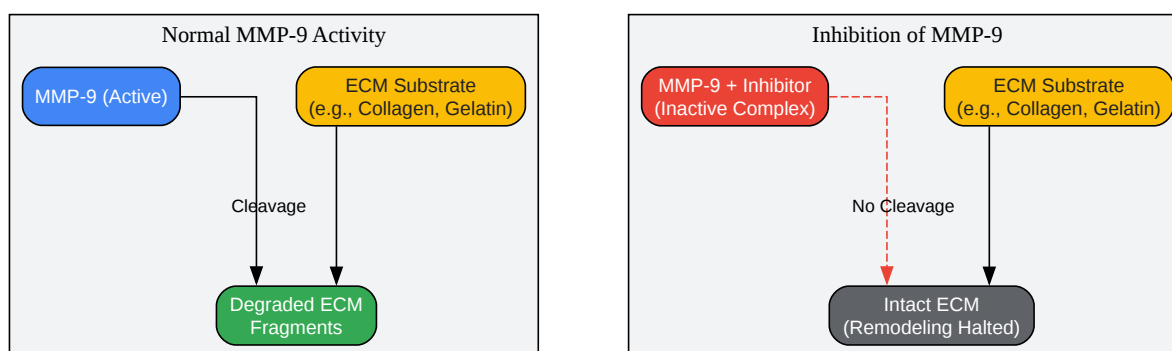 Normal MMP-9 Activity
MMP-9 (Active)
ECM Substrate
(e.g., Collagen, Gelatin)
Cleavage
Degraded ECM
Fragments
Inhibition of MMP-9
MMP-9 + Inhibitor
(Inactive Complex)
ECM Substrate
(e.g., Collagen, Gelatin)
No Cleavage
Intact ECM
(Remodeling Halted)